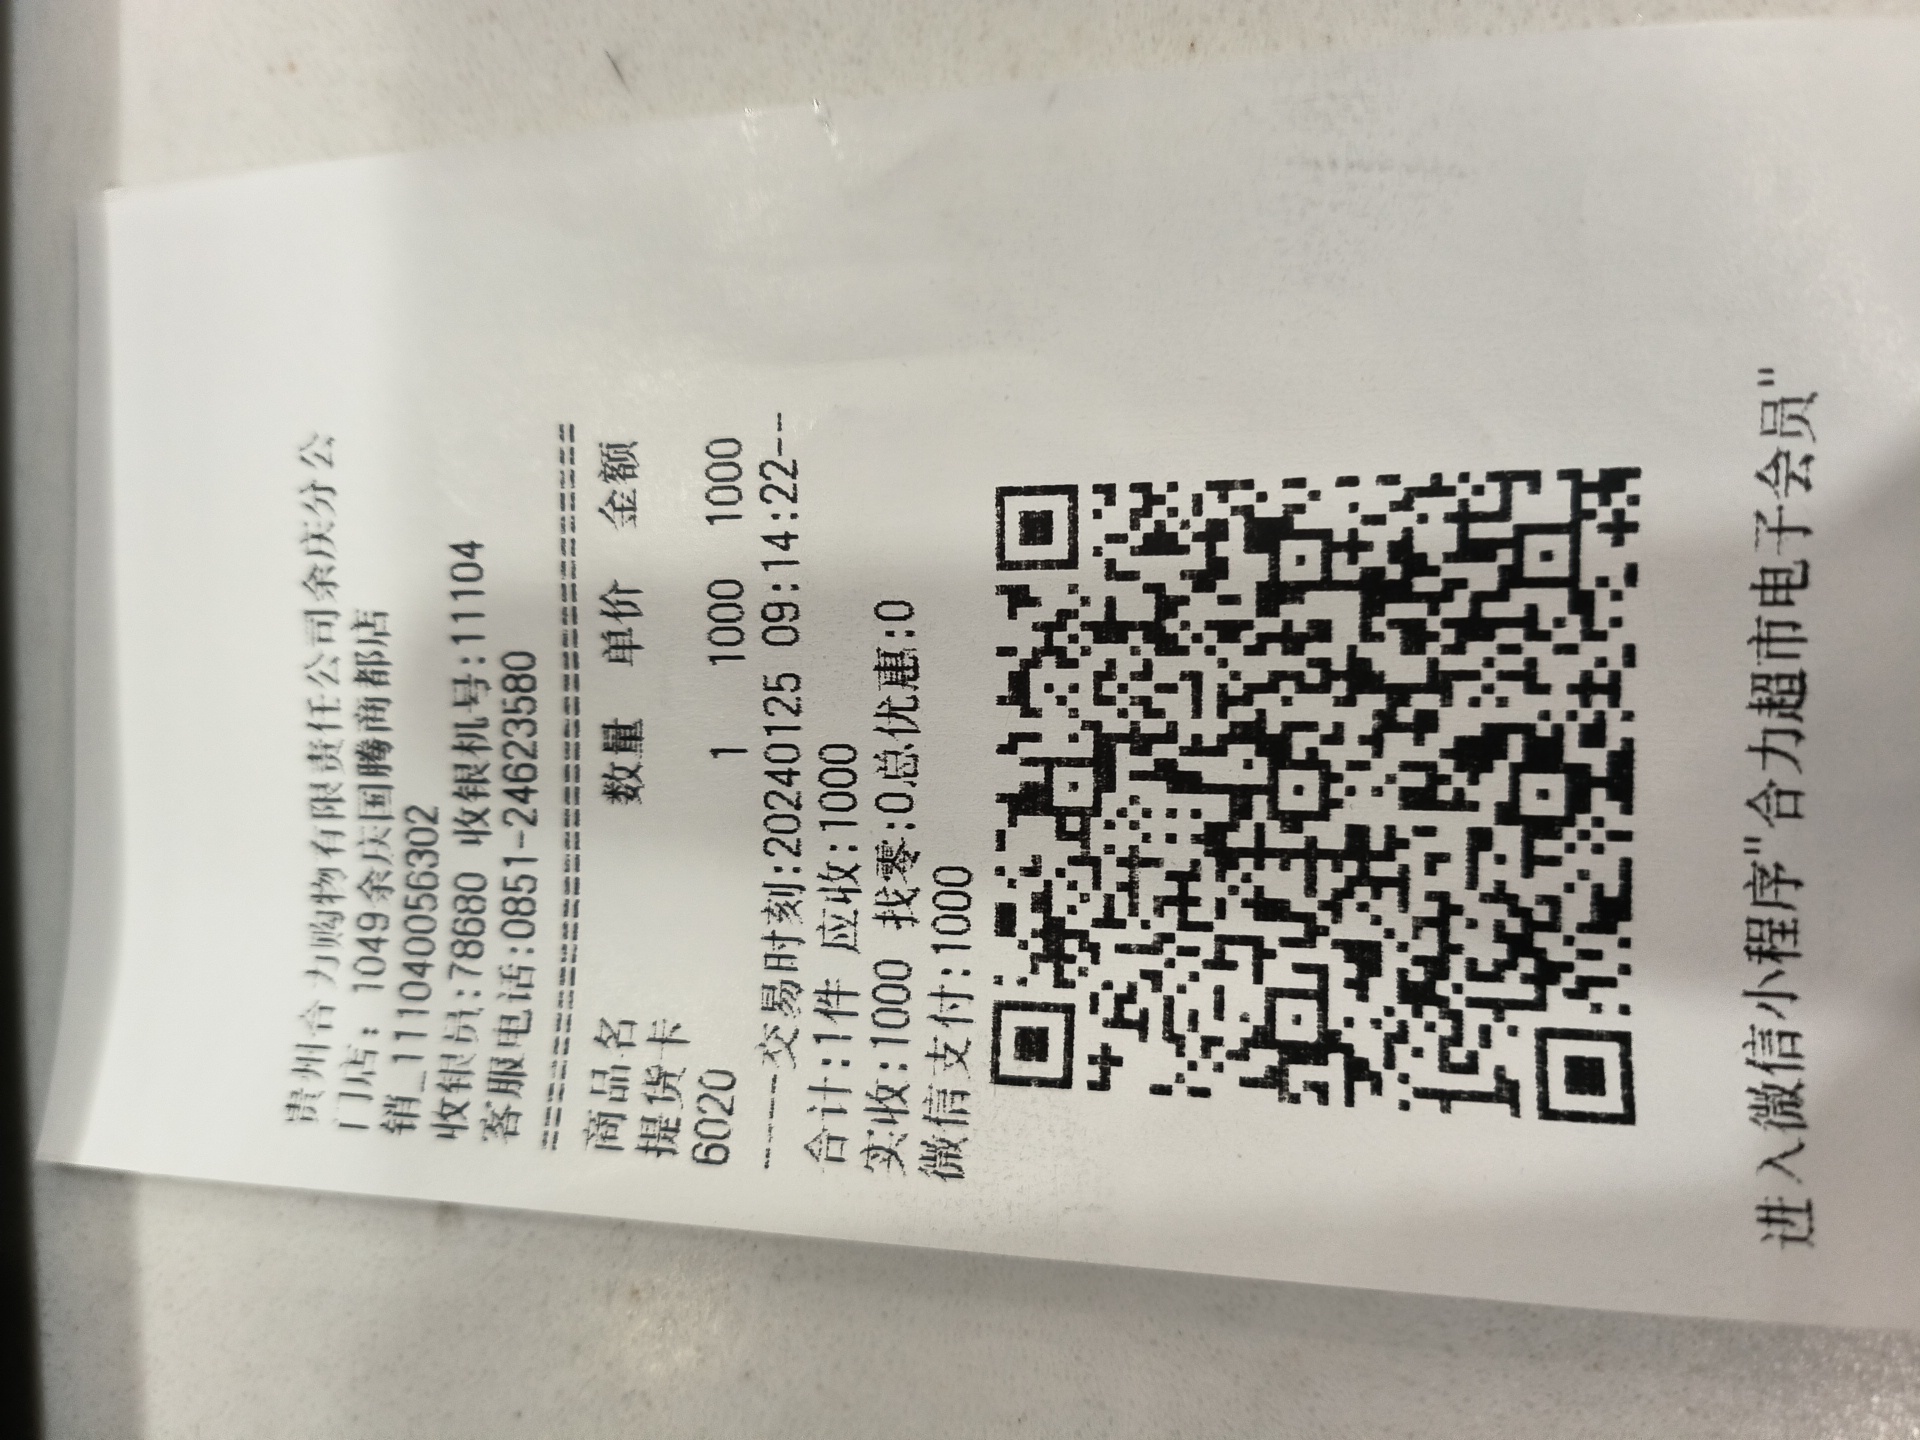 贵州合力购物有限责任公司余庆分公
门店: 1049余庆国腾商都店
销_111040056302
收银员:78680 收银机号:11104
客服电话:0851-24623580
==========================================
商品名 数量 单价 金额
提货卡
6020 1 1000 1000
-----交易时刻:20240125 09:14:22--
合计:1件 应收:1000
实收:1000 找零:0总优惠:0
微信支付:1000
进入微信小程序"合力超市电子会员"